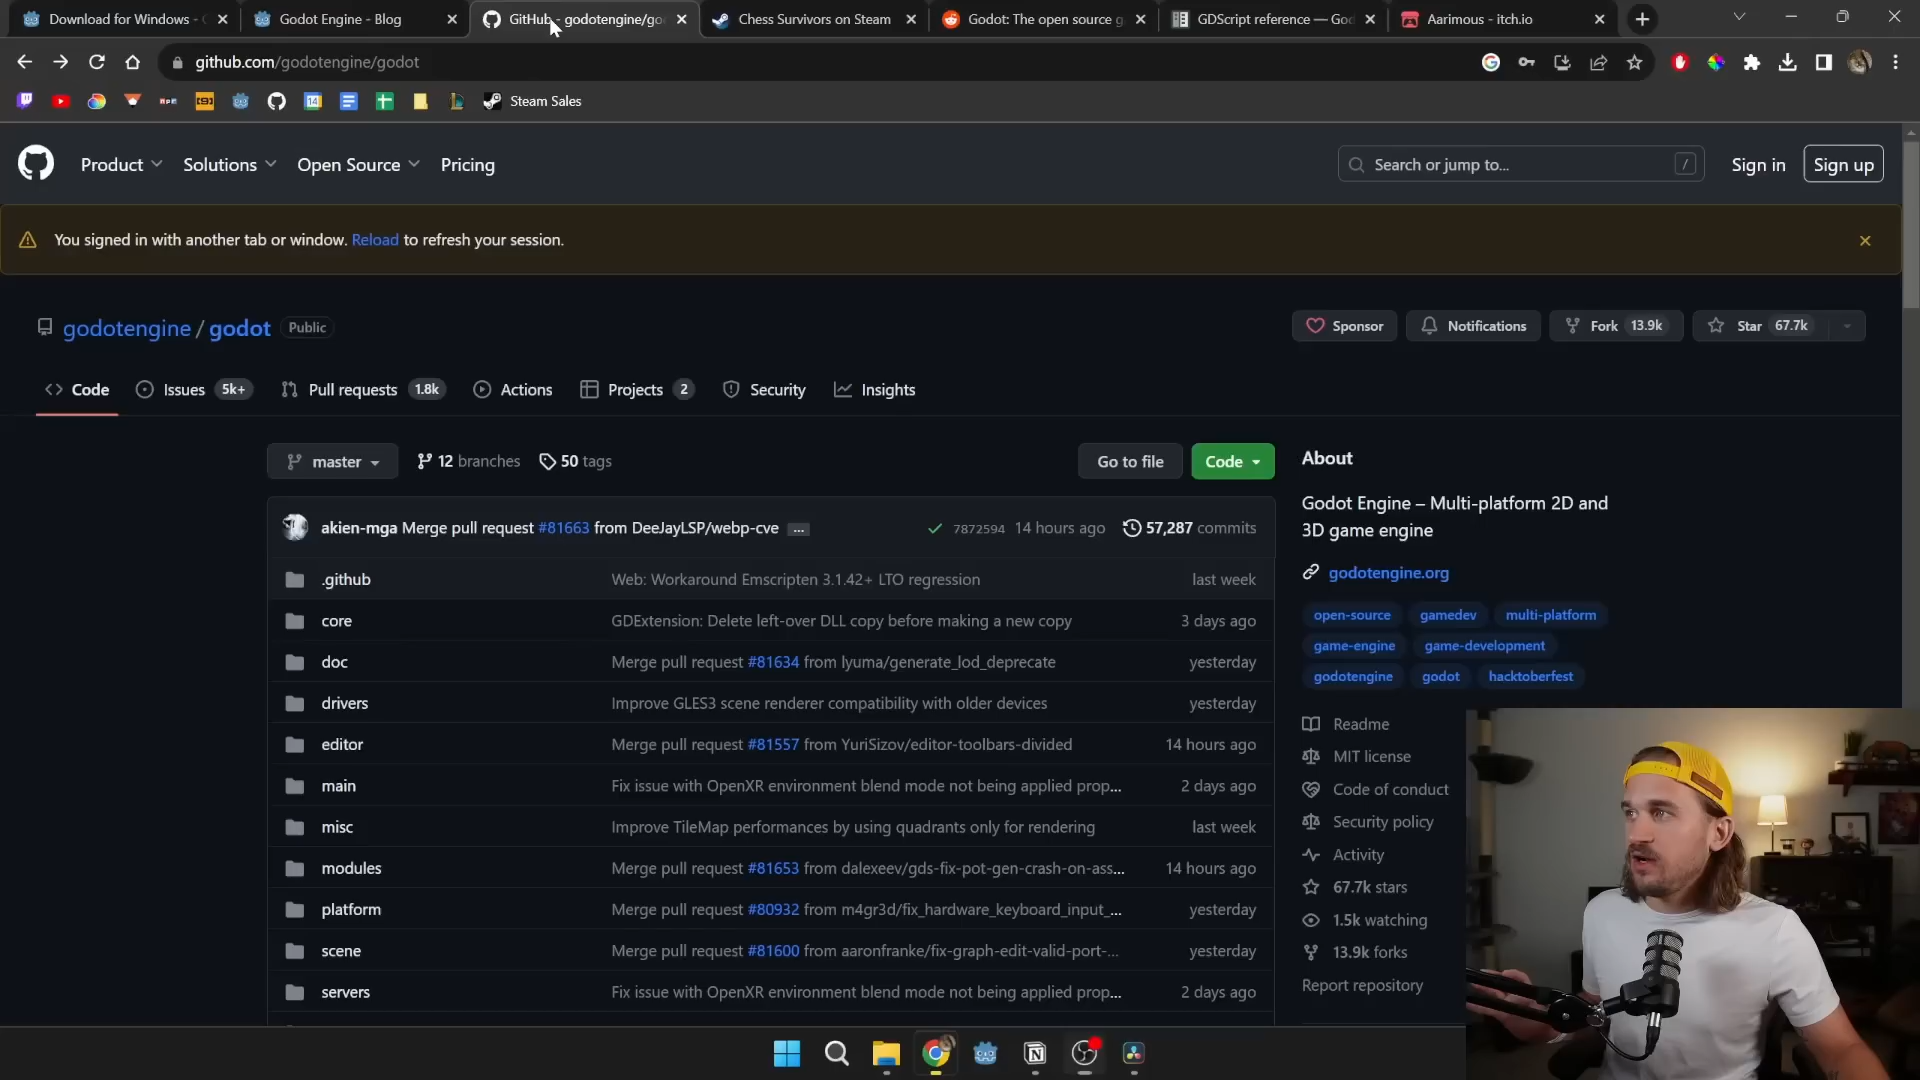 Download for Windows - G
Godot Engine - Blog
GitHub - godotengine/go
Chess Survivors on Steam
Godot: The open source g
GDScript reference — Go
Aarimous - itch.io
github.com/godotengine/godot
Steam Sales
Product
Solutions
Open Source
Pricing
Search or jump to...
/
Sign in
Sign up
You signed in with another tab or window. Reload to refresh your session.
godotengine / godot
Public
Sponsor
Notifications
Fork 13.9k
Star 67.7k
Code
Issues 5k+
Pull requests 1.8k
Actions
Projects 2
Security
Insights
master
12 branches
50 tags
Go to file
Code
akien-mga Merge pull request #81663 from DeeJayLSP/webp-cve ... 7872594 14 hours ago 57,287 commits
.github Web: Workaround Emscripten 3.1.42+ LTO regression last week
core GDExtension: Delete left-over DLL copy before making a new copy 3 days ago
doc Merge pull request #81634 from lyuma/generate_lod_deprecate yesterday
drivers Improve GLES3 scene renderer compatibility with older devices yesterday
editor Merge pull request #81557 from YuriSizov/editor-toolbars-divided 14 hours ago
main Fix issue with OpenXR environment blend mode not being applied prop... 2 days ago
misc Improve TileMap performances by using quadrants only for rendering last week
modules Merge pull request #81653 from dalexeev/gds-fix-pot-gen-crash-on-ass... 14 hours ago
platform Merge pull request #80932 from m4gr3d/fix_hardware_keyboard_input_... yesterday
scene Merge pull request #81600 from aaronfranke/fix-graph-edit-valid-port-... yesterday
servers Fix issue with OpenXR environment blend mode not being applied prop... 2 days ago
About
Godot Engine – Multi-platform 2D and
3D game engine
godotengine.org
open-source gamedev multi-platform
game-engine game-development
godotengine godot hacktoberfest
Readme
MIT license
Code of conduct
Security policy
Activity
67.7k stars
1.5k watching
13.9k forks
Report repository